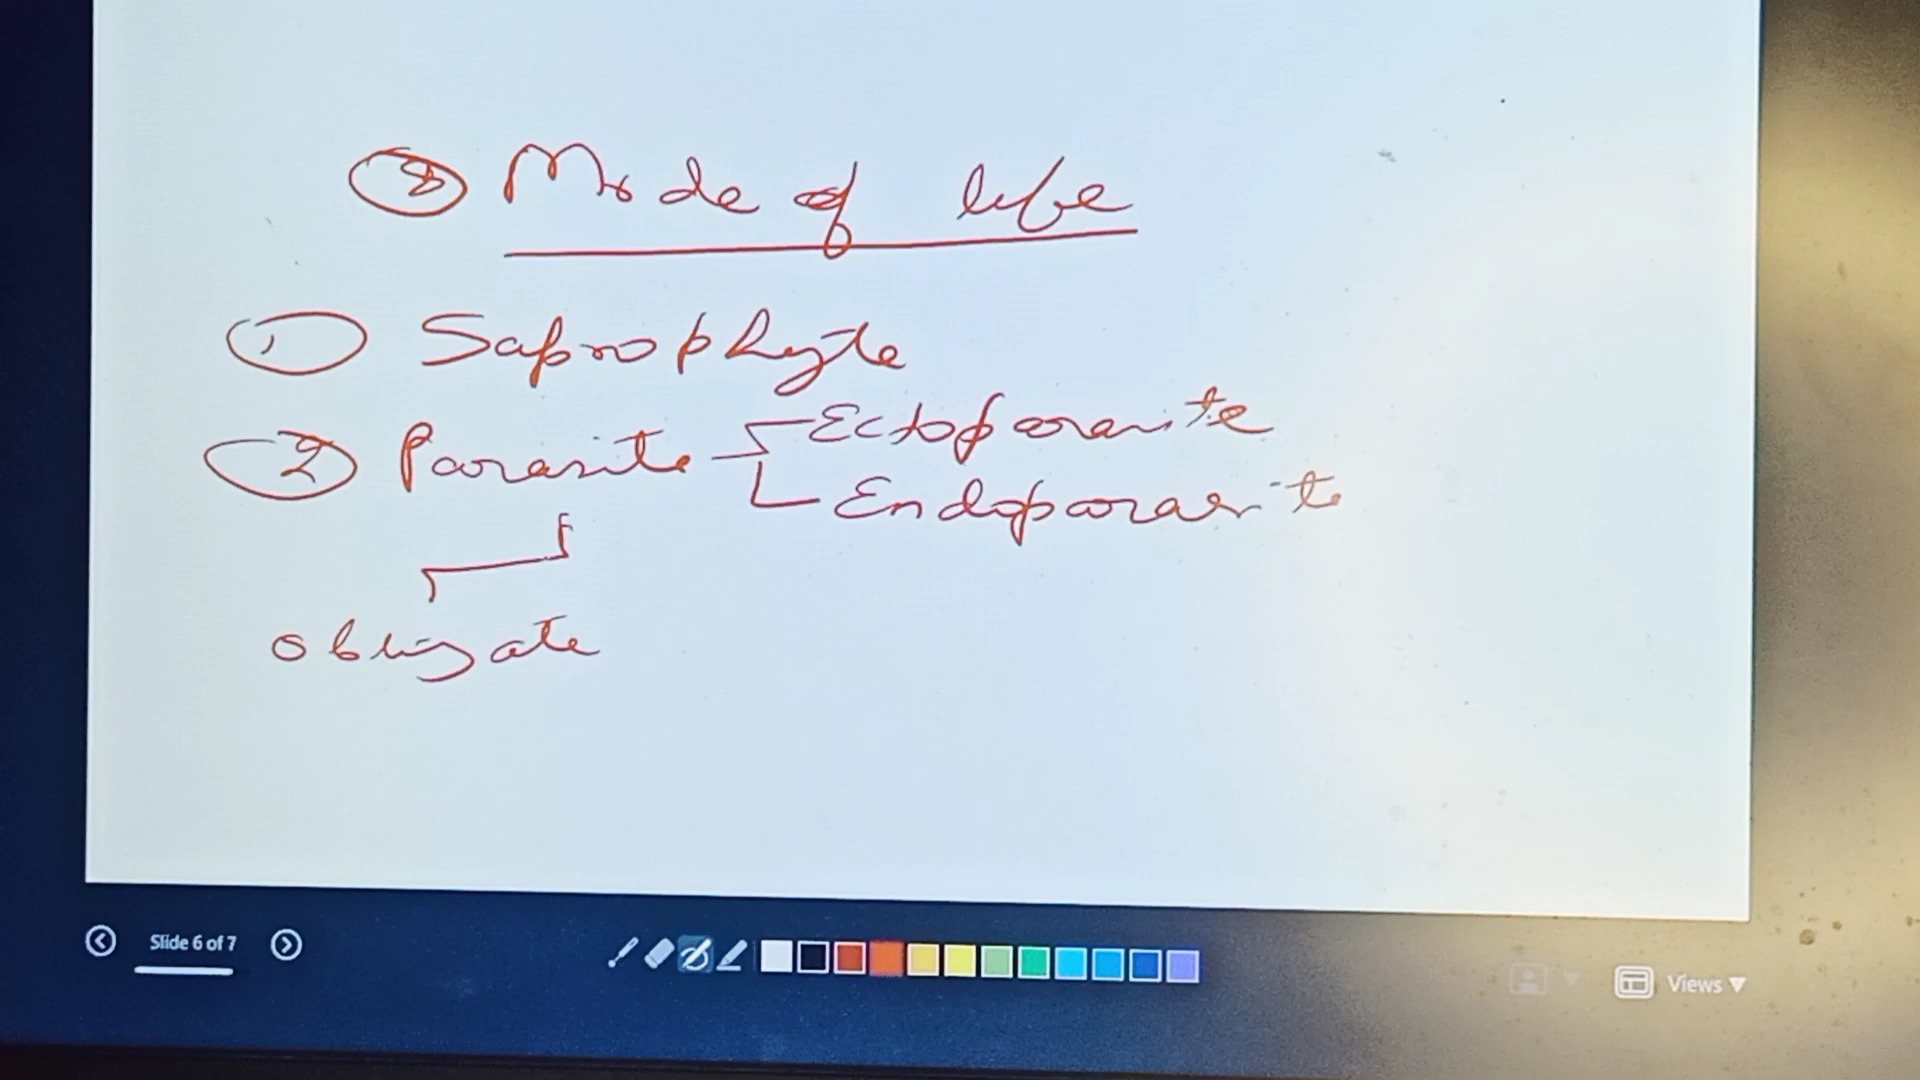 ③ Mode of life
① Saprophyte
② Parasite Ectoparasite
Endoparasite
obligate
Slide 6 of 7
Views